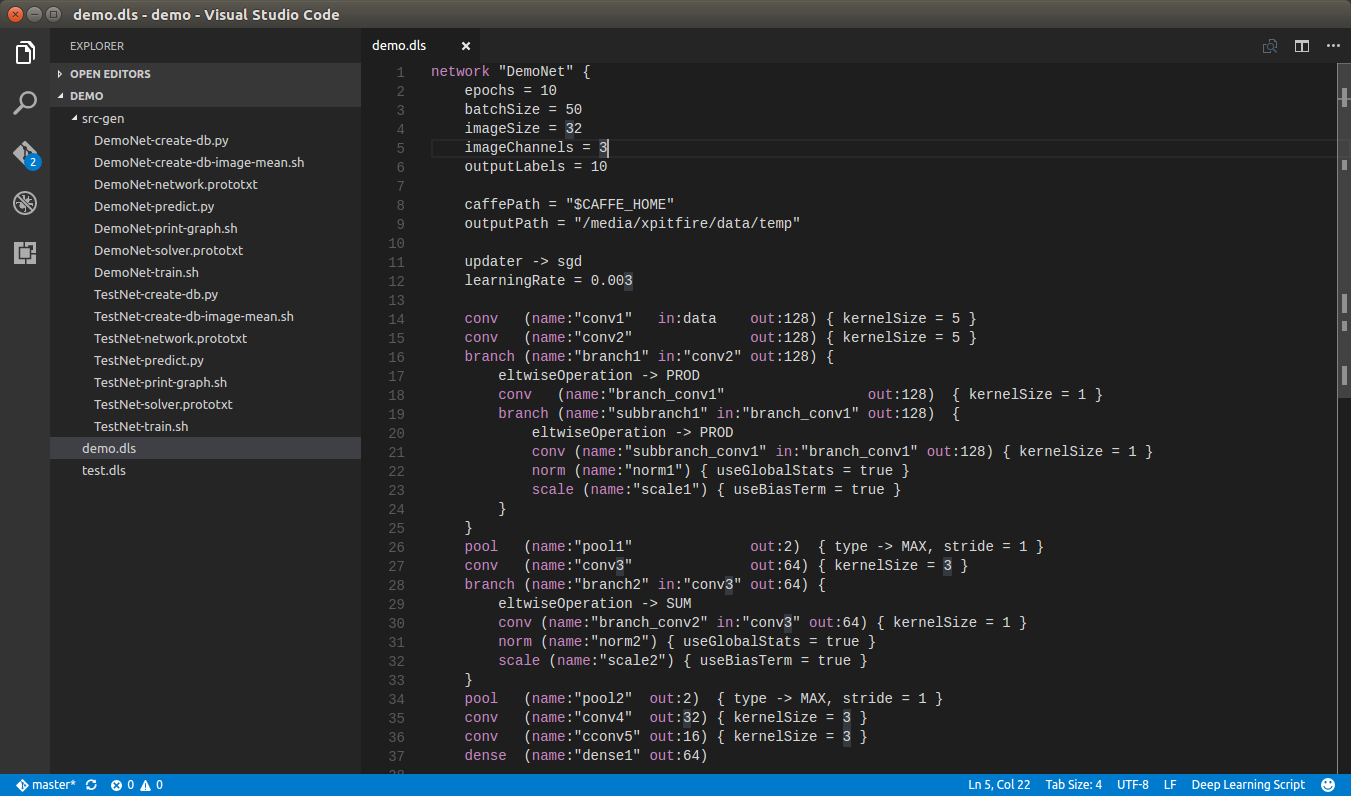 demo.dls - demo - Visual Studio Code
EXPLORER
OPEN EDITORS
DEMO
src-gen
DemoNet-create-db.py
DemoNet-create-db-image-mean.sh
DemoNet-network.prototxt
DemoNet-predict.py
DemoNet-print-graph.sh
DemoNet-solver.prototxt
DemoNet-train.sh
TestNet-create-db.py
TestNet-create-db-image-mean.sh
TestNet-network.prototxt
TestNet-predict.py
TestNet-print-graph.sh
TestNet-solver.prototxt
TestNet-train.sh
demo.dls
test.dls
2
demo.dls
1 network "DemoNet" {
2 epochs = 10
3 batchSize = 50
4 imageSize = 32
5 imageChannels = 3
6 outputLabels = 10
7
8 caffePath = "$CAFFE_HOME"
9 outputPath = "/media/xpitfire/data/temp"
10
11 updater -> sgd
12 learningRate = 0.003
13
14 conv (name:"conv1" in:data out:128) { kernelSize = 5 }
15 conv (name:"conv2" out:128) { kernelSize = 5 }
16 branch (name:"branch1" in:"conv2" out:128) {
17 eltwiseOperation -> PROD
18 conv (name:"branch_conv1" out:128) { kernelSize = 1 }
19 branch (name:"subbranch1" in:"branch_conv1" out:128) {
20 eltwiseOperation -> PROD
21 conv (name:"subbranch_conv1" in:"branch_conv1" out:128) { kernelSize = 1 }
22 norm (name:"norm1") { useGlobalStats = true }
23 scale (name:"scale1") { useBiasTerm = true }
24 }
25 }
26 pool (name:"pool1" out:2) { type -> MAX, stride = 1 }
27 conv (name:"conv3" out:64) { kernelSize = 3 }
28 branch (name:"branch2" in:"conv3" out:64) {
29 eltwiseOperation -> SUM
30 conv (name:"branch_conv2" in:"conv3" out:64) { kernelSize = 1 }
31 norm (name:"norm2") { useGlobalStats = true }
32 scale (name:"scale2") { useBiasTerm = true }
33 }
34 pool (name:"pool2" out:2) { type -> MAX, stride = 1 }
35 conv (name:"conv4" out:32) { kernelSize = 3 }
36 conv (name:"cconv5" out:16) { kernelSize = 3 }
37 dense (name:"dense1" out:64)
master* 0 0 Ln 5, Col 22 Tab Size: 4 UTF-8 LF Deep Learning Script